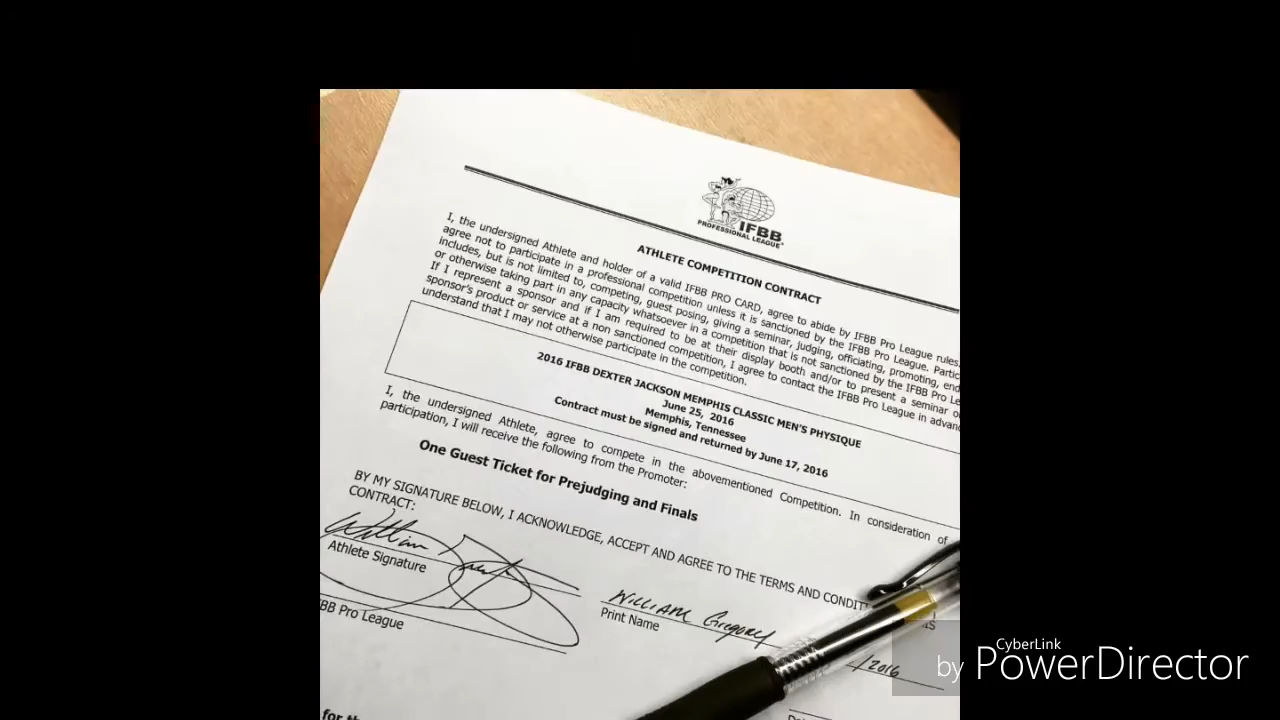 IFBB
PROFESSIONAL LEAGUE
ATHLETE COMPETITION CONTRACT
I, the undersigned Athlete and holder of a valid IFBB PRO CARD, agree to abide by IFBB Pro League rules.
agree not to participate in a professional competition unless it is sanctioned by the IFBB Pro League. Partic
includes, but is not limited to, competing, guest posing, giving a seminar, judging, officiating, promoting, end
or otherwise taking part in any capacity whatsoever in a competition that is not sanctioned by the IFBB Pro Le
If I represent a sponsor and if I am required to be at their display booth and/or to present a seminar o
sponsor's product or service at a non sanctioned competition, I agree to contact the IFBB Pro League in advan
understand that I may not otherwise participate in the competition.
2016 IFBB DEXTER JACKSON MEMPHIS CLASSIC MEN'S PHYSIQUE
June 25, 2016
Memphis, Tennessee
Contract must be signed and returned by June 17, 2016
I, the undersigned Athlete, agree to compete in the abovementioned Competition. In consideration of
participation, I will receive the following from the Promoter:
One Guest Ticket for Prejudging and Finals
BY MY SIGNATURE BELOW, I ACKNOWLEDGE, ACCEPT AND AGREE TO THE TERMS AND CONDIT
CONTRACT:
William
Athlete Signature
WILLIAM Gregory
Print Name
/2016
BB Pro League
for th
CyberLink
by PowerDirector